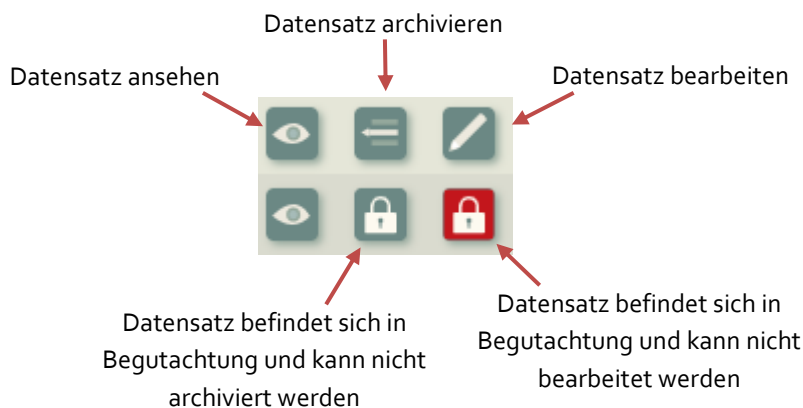 Datensatz archivieren
Datensatz ansehen
Datensatz bearbeiten
Datensatz befindet sich in
Begutachtung und kann nicht
archiviert werden
Datensatz befindet sich in
Begutachtung und kann nicht
bearbeitet werden